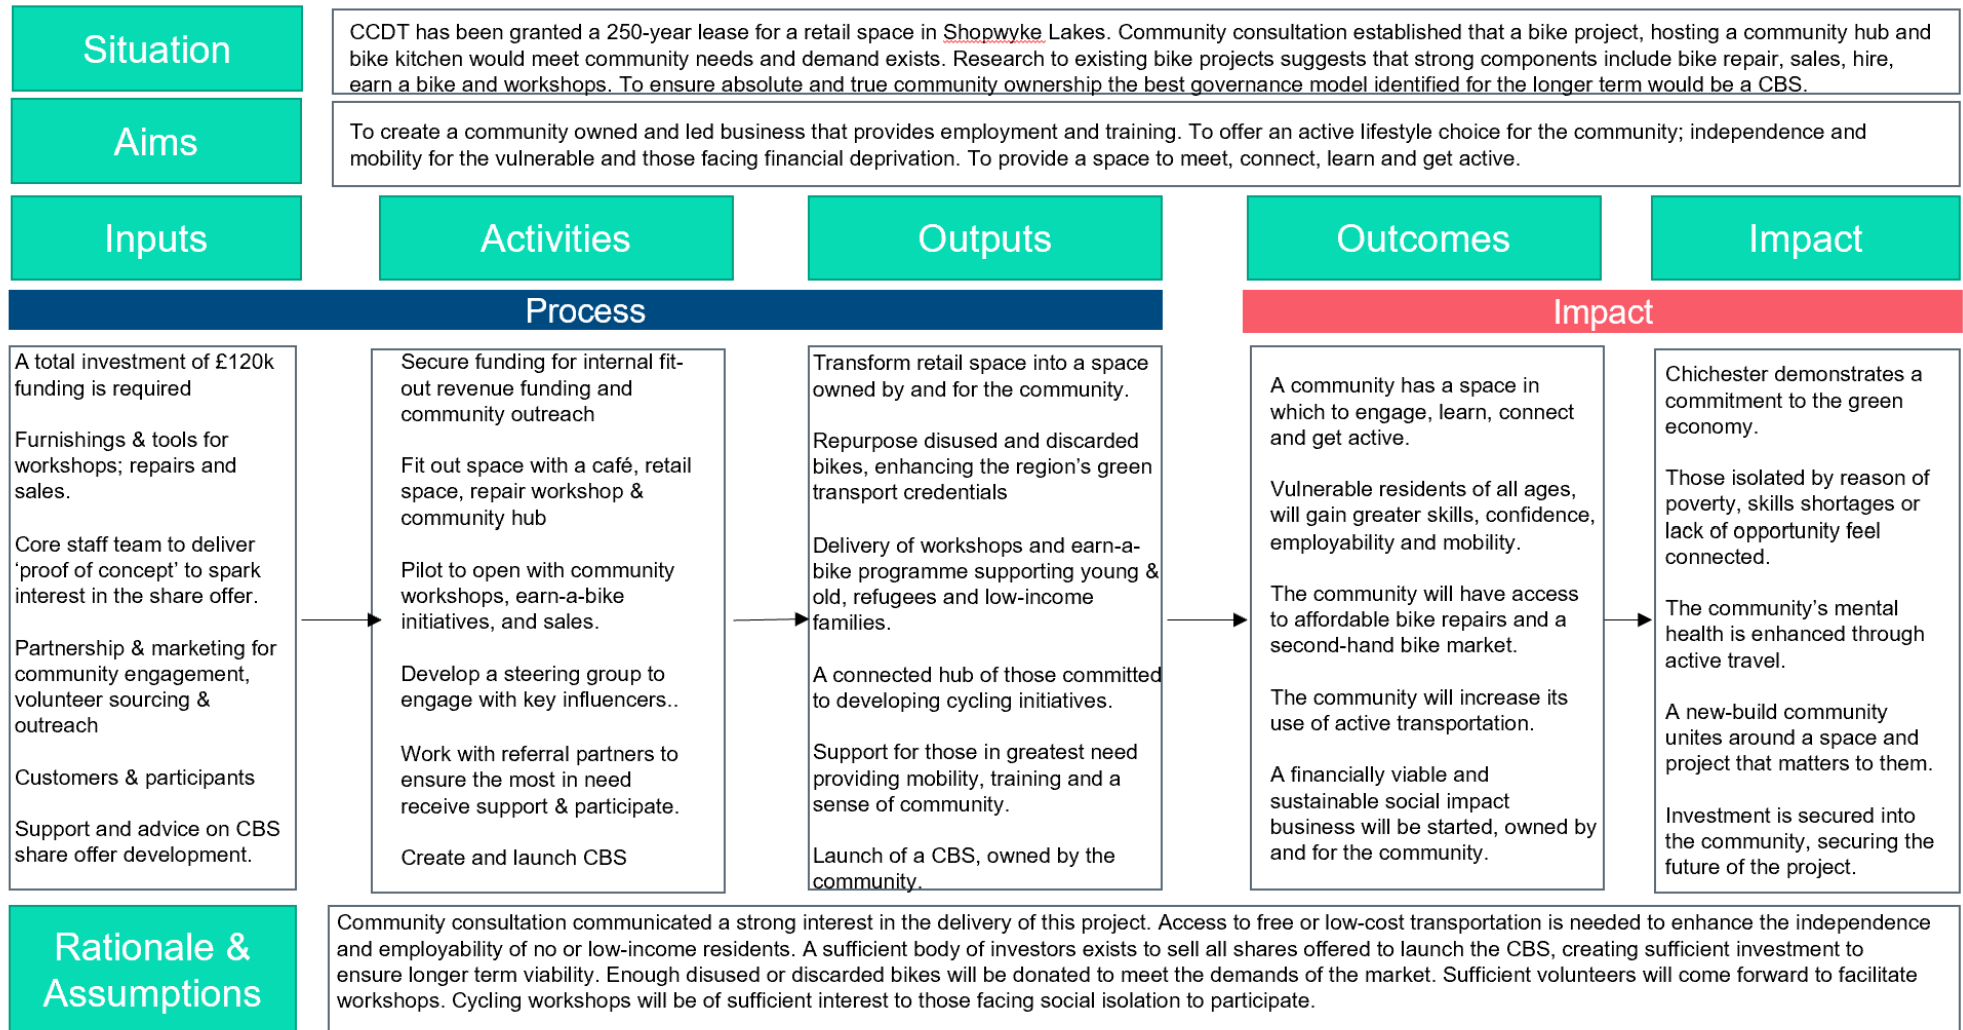 Situation
CCDT has been granted a 250-year lease for a retail space in Shopwyke Lakes. Community consultation established that a bike project, hosting a community hub and
bike kitchen would meet community needs and demand exists. Research to existing bike projects suggests that strong components include bike repair, sales, hire,
earn a bike and workshops. To ensure absolute and true community ownership the best governance model identified for the longer term would be a CBS.
Aims
To create a community owned and led business that provides employment and training. To offer an active lifestyle choice for the community; independence and
mobility for the vulnerable and those facing financial deprivation. To provide a space to meet, connect, learn and get active.
Inputs
Activities
Outputs
Outcomes
Impact
Process
Impact
A total investment of £120k
funding is required
Furnishings & tools for
workshops; repairs and
sales.
Core staff team to deliver
‘proof of concept’ to spark
interest in the share offer.
Partnership & marketing for
community engagement,
volunteer sourcing &
outreach
Customers & participants
Support and advice on CBS
share offer development.
Secure funding for internal fit-
out revenue funding and
community outreach
Fit out space with a café, retail
space, repair workshop &
community hub
Pilot to open with community
workshops, earn-a-bike
initiatives, and sales.
Develop a steering group to
engage with key influencers..
Work with referral partners to
ensure the most in need
receive support & participate.
Create and launch CBS
Transform retail space into a space
owned by and for the community.
Repurpose disused and discarded
bikes, enhancing the region’s green
transport credentials
Delivery of workshops and earn-a-
bike programme supporting young &
old, refugees and low-income
families.
A connected hub of those committed
to developing cycling initiatives.
Support for those in greatest need
providing mobility, training and a
sense of community.
Launch of a CBS, owned by the
community.
A community has a space in
which to engage, learn, connect
and get active.
Vulnerable residents of all ages,
will gain greater skills, confidence,
employability and mobility.
The community will have access
to affordable bike repairs and a
second-hand bike market.
The community will increase its
use of active transportation.
A financially viable and
sustainable social impact
business will be started, owned by
and for the community.
Chichester demonstrates a
commitment to the green
economy.
Those isolated by reason of
poverty, skills shortages or
lack of opportunity feel
connected.
The community’s mental
health is enhanced through
active travel.
A new-build community
unites around a space and
project that matters to them.
Investment is secured into
the community, securing the
future of the project.
Rationale &
Assumptions
Community consultation communicated a strong interest in the delivery of this project. Access to free or low-cost transportation is needed to enhance the independence
and employability of no or low-income residents. A sufficient body of investors exists to sell all shares offered to launch the CBS, creating sufficient investment to
ensure longer term viability. Enough disused or discarded bikes will be donated to meet the demands of the market. Sufficient volunteers will come forward to facilitate
workshops. Cycling workshops will be of sufficient interest to those facing social isolation to participate.